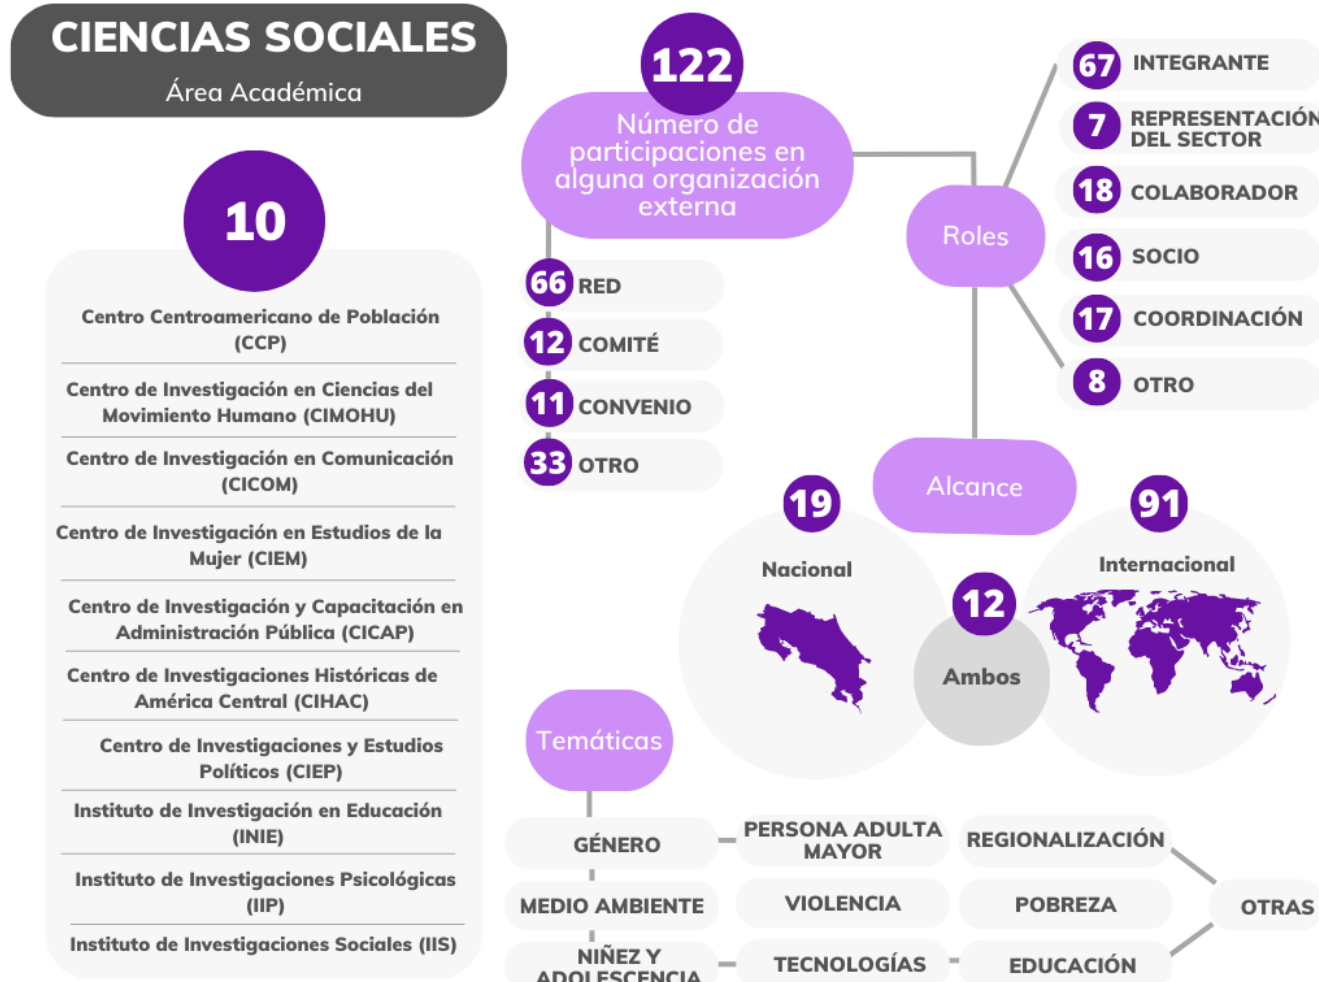 CIENCIAS SOCIALES
Área Académica
10
Centro Centroamericano de Población
(CCP)
Centro de Investigación en Ciencias del
Movimiento Humano (CIMOHU)
Centro de Investigación en Comunicación
(CICOM)
Centro de Investigación en Estudios de la
Mujer (CIEM)
Centro de Investigación y Capacitación en
Administración Pública (CICAP)
Centro de Investigaciones Históricas de
América Central (CIHAC)
Centro de Investigaciones y Estudios
Políticos (CIEP)
Instituto de Investigación en Educación
(INIE)
Instituto de Investigaciones Psicológicas
(IIP)
Instituto de Investigaciones Sociales (IIS)
122
Número de
participaciones en
alguna organización
externa
66 RED
12 COMITÉ
11 CONVENIO
33 OTRO
Roles
67 INTEGRANTE
7 REPRESENTACIÓN
DEL SECTOR
18 COLABORADOR
16 SOCIO
17 COORDINACIÓN
8 OTRO
Alcance
19
Nacional
12
Ambos
91
Internacional
Temáticas
GÉNERO
PERSONA ADULTA
MAYOR
REGIONALIZACIÓN
MEDIO AMBIENTE
VIOLENCIA
POBREZA
OTRAS
NIÑEZ Y
ADOLESCENCIA
TECNOLOGÍAS
EDUCACIÓN